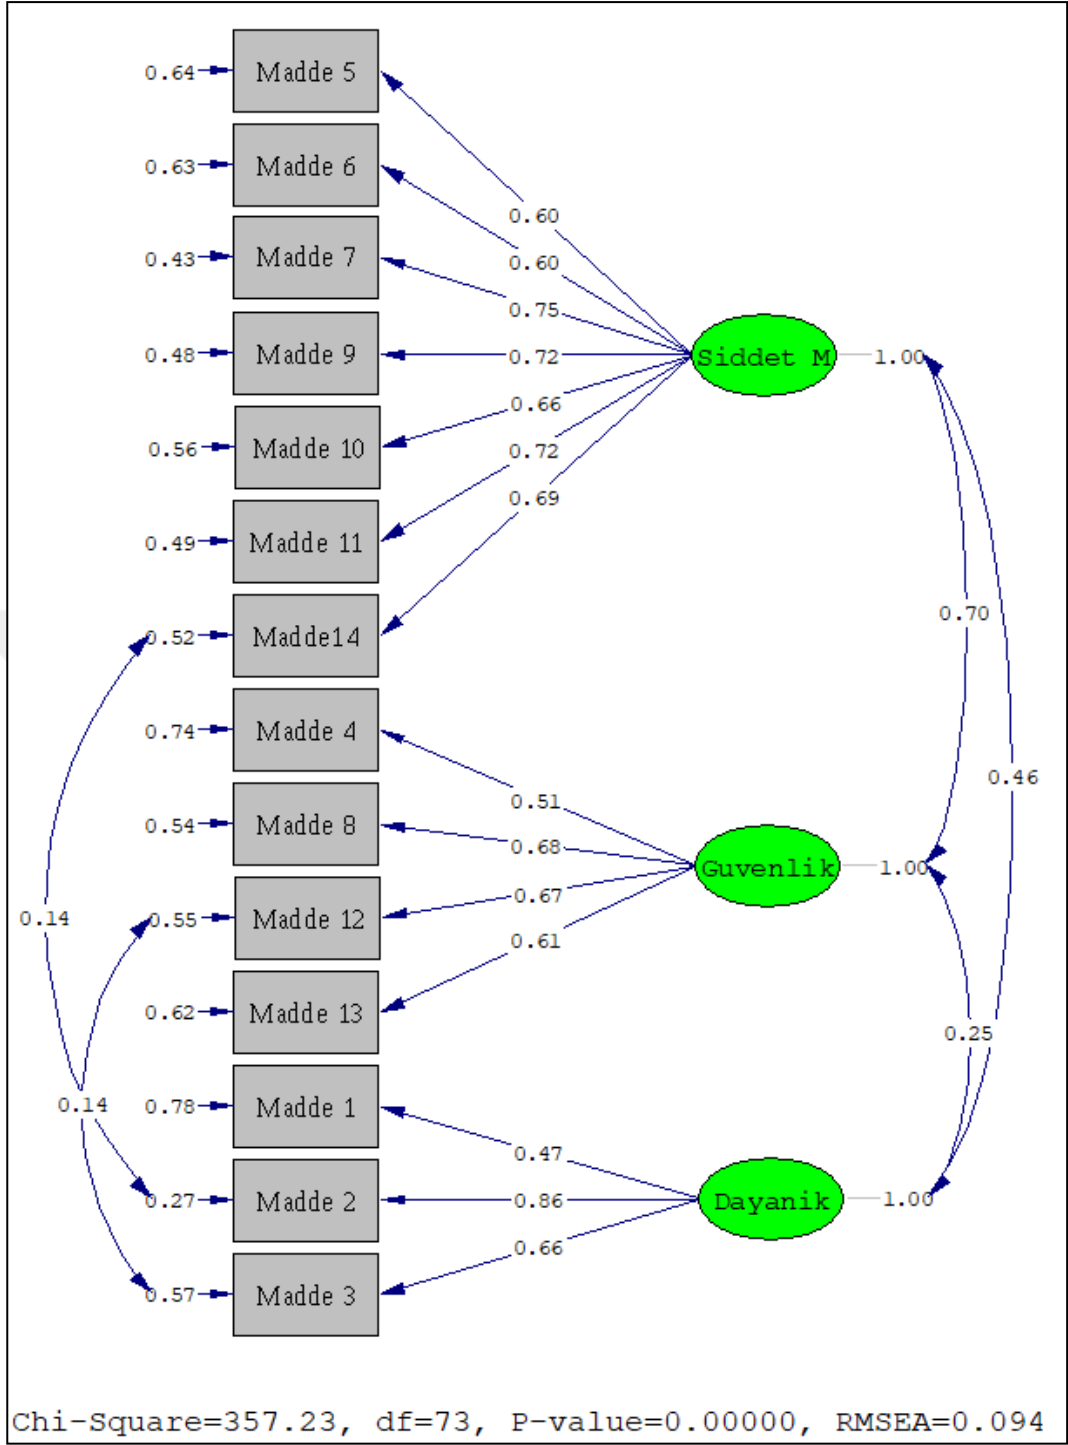 0.64 Madde 5
0.63 Madde 6
0.60
0.43 Madde 7
0.60
0.75
0.48 Madde 9
0.72
Siddet M 1.00
0.66
0.56 Madde 10
0.72
0.69
0.49 Madde 11
0.70
0.52 Madde14
0.74 Madde 4
0.46
0.51
0.54 Madde 8
0.68
Guvenlik 1.00
0.67
0.14
0.55 Madde 12
0.61
0.62 Madde 13
0.25
0.14
0.78 Madde 1
0.47
0.27 Madde 2
0.86
Dayanik 1.00
0.66
0.57 Madde 3
Chi-Square=357.23, df=73, P-value=0.00000, RMSEA=0.094